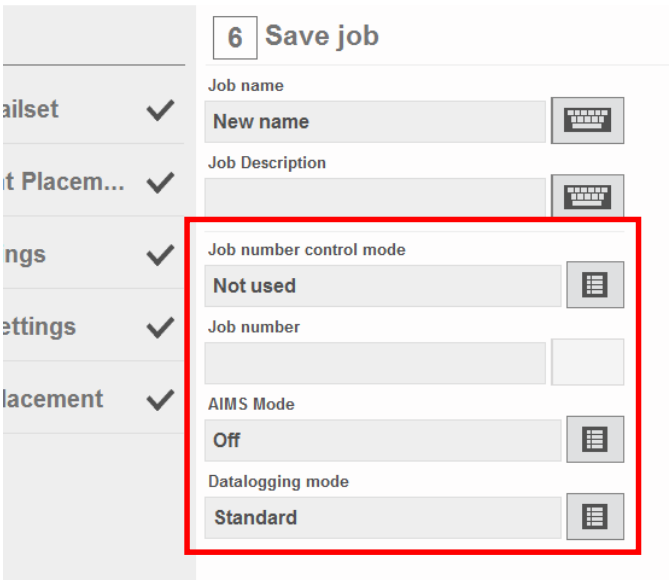 6 Save job
Job name
ailset
New name
Job Description
t Placem...
Job number control mode
ngs
Not used
Job number
ettings
AIMS Mode
lacement
Off
Datalogging mode
Standard